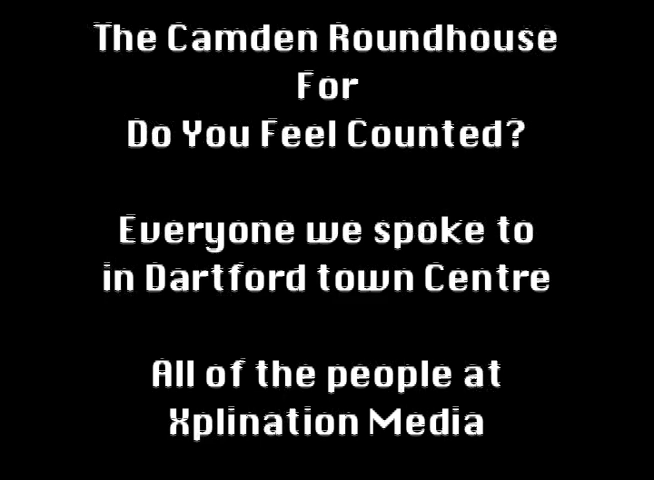 The Camden Roundhouse
For
Do You Feel Counted?
Everyone we spoke to
in Dartford town Centre
All of the people at
Xplination Media